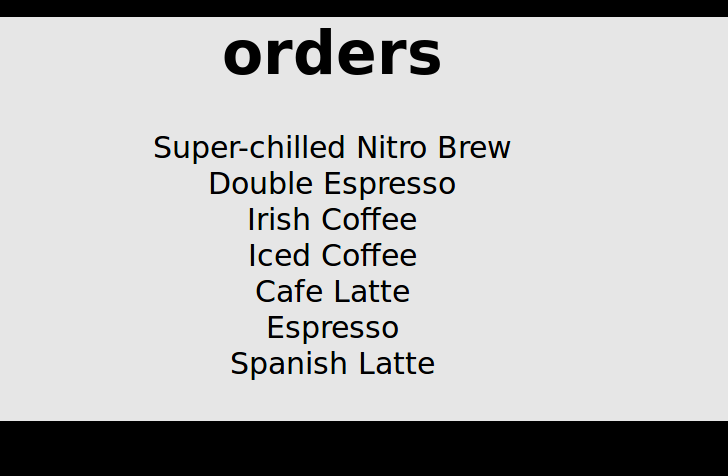 orders
Super-chilled Nitro Brew
Double Espresso
Irish Coffee
Iced Coffee
Cafe Latte
Espresso
Spanish Latte